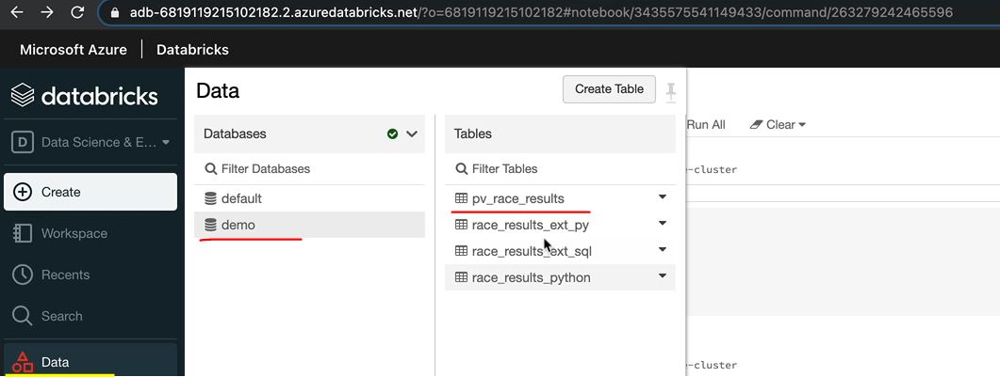 adb-6819119215102182.2.azuredatabricks.net/?o=6819119215102182#notebook/3435575541149433/command/263279242465596
Microsoft Azure Databricks
databricks
D Data Science & E...
Create
Workspace
Recents
Search
Data
Data
Create Table
Databases
Filter Databases
default
demo
Tables
Filter Tables
pv_race_results
race_results_ext_py
race_results_ext_sql
race_results_python
Run All Clear
e-cluster
e-cluster